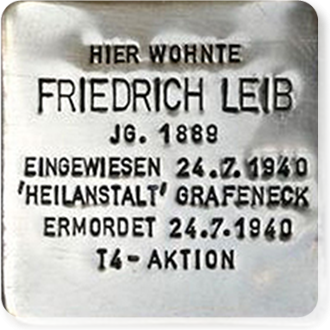 HIER WOHNTE
FRIEDRICH LEIB
JG. 1889
EINGEWIESEN 24.7.1940
'HEILANSTALT' GRAFENECK
ERMORDET 24.7.1940
T4-AKTION